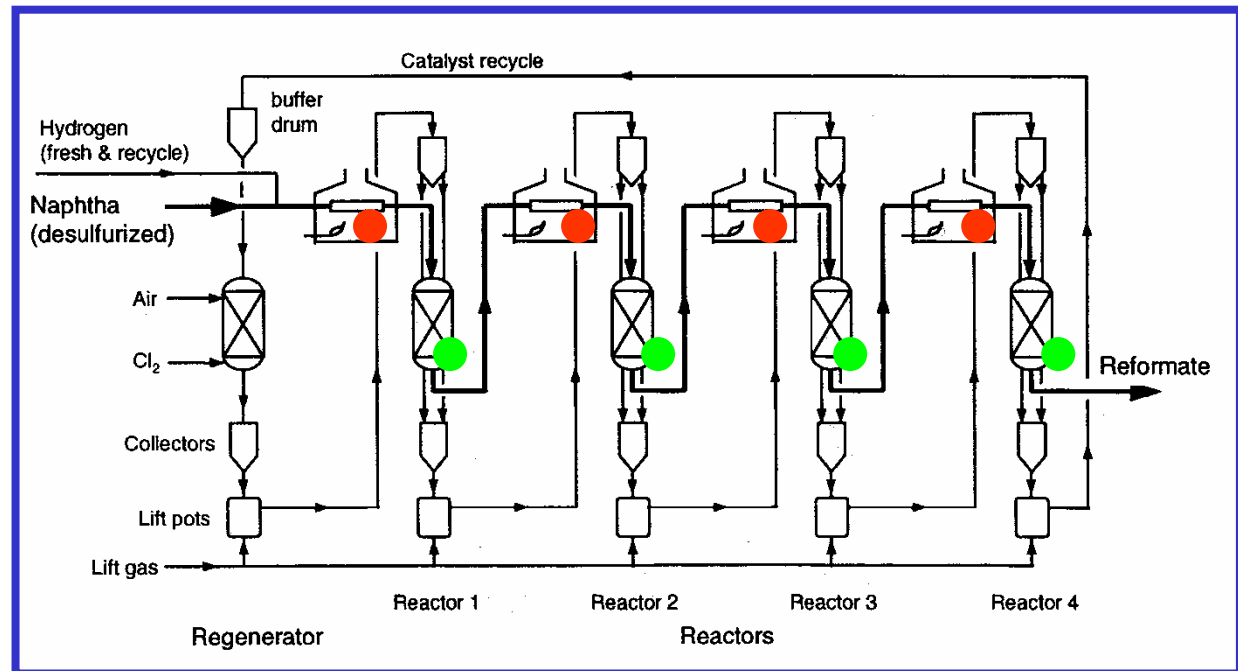 Catalyst recycle
buffer
drum
Hydrogen
(fresh & recycle)
Naphtha
(desulfurized)
Air
Cl₂
Reformate
Collectors
Lift pots
Lift gas
Reactor 1
Reactor 2
Reactor 3
Reactor 4
Regenerator
Reactors